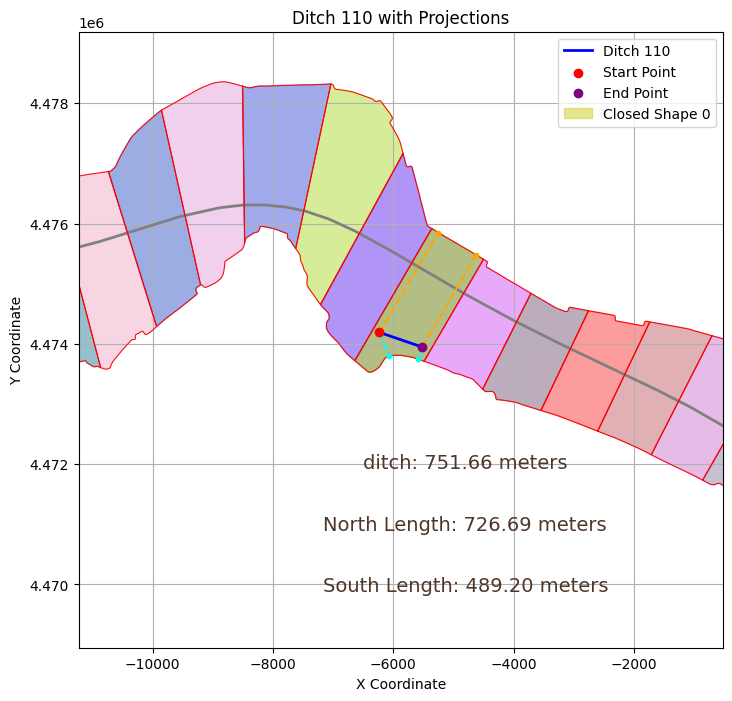 Ditch 110 with Projections
1e6
Ditch 110
Start Point
End Point
Closed Shape 0
4.478
4.476
4.474
4.472
4.470
Y Coordinate
ditch: 751.66 meters
North Length: 726.69 meters
South Length: 489.20 meters
−10000
−8000
−6000
−4000
−2000
X Coordinate